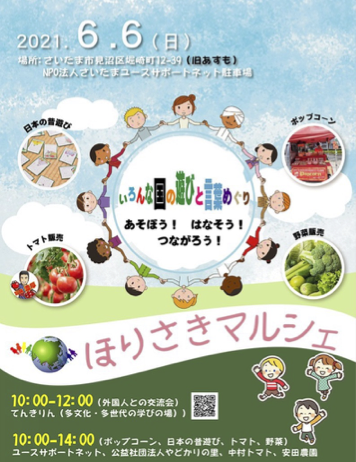 2021. 6.6 (日)
場所:さいたま市見沼区堀崎町12-39(旧あすも)
NPO法人さいたまユースサポートネット駐車場
日本の昔遊び
ポップコーン
いろんな国の遊びと言葉めぐり
あそぼう! はなそう!
つながろう!
トマト販売
野菜販売
ほりさきマルシェ
10:00-12:00 (外国人との交流会)
てんきりん (多文化・多世代の学びの場))
10:00-14:00 (ポップコーン、日本の昔遊び、トマト、野菜)
ユースサポートネット、公益社団法人やどかりの里、中村トマト、安田農園